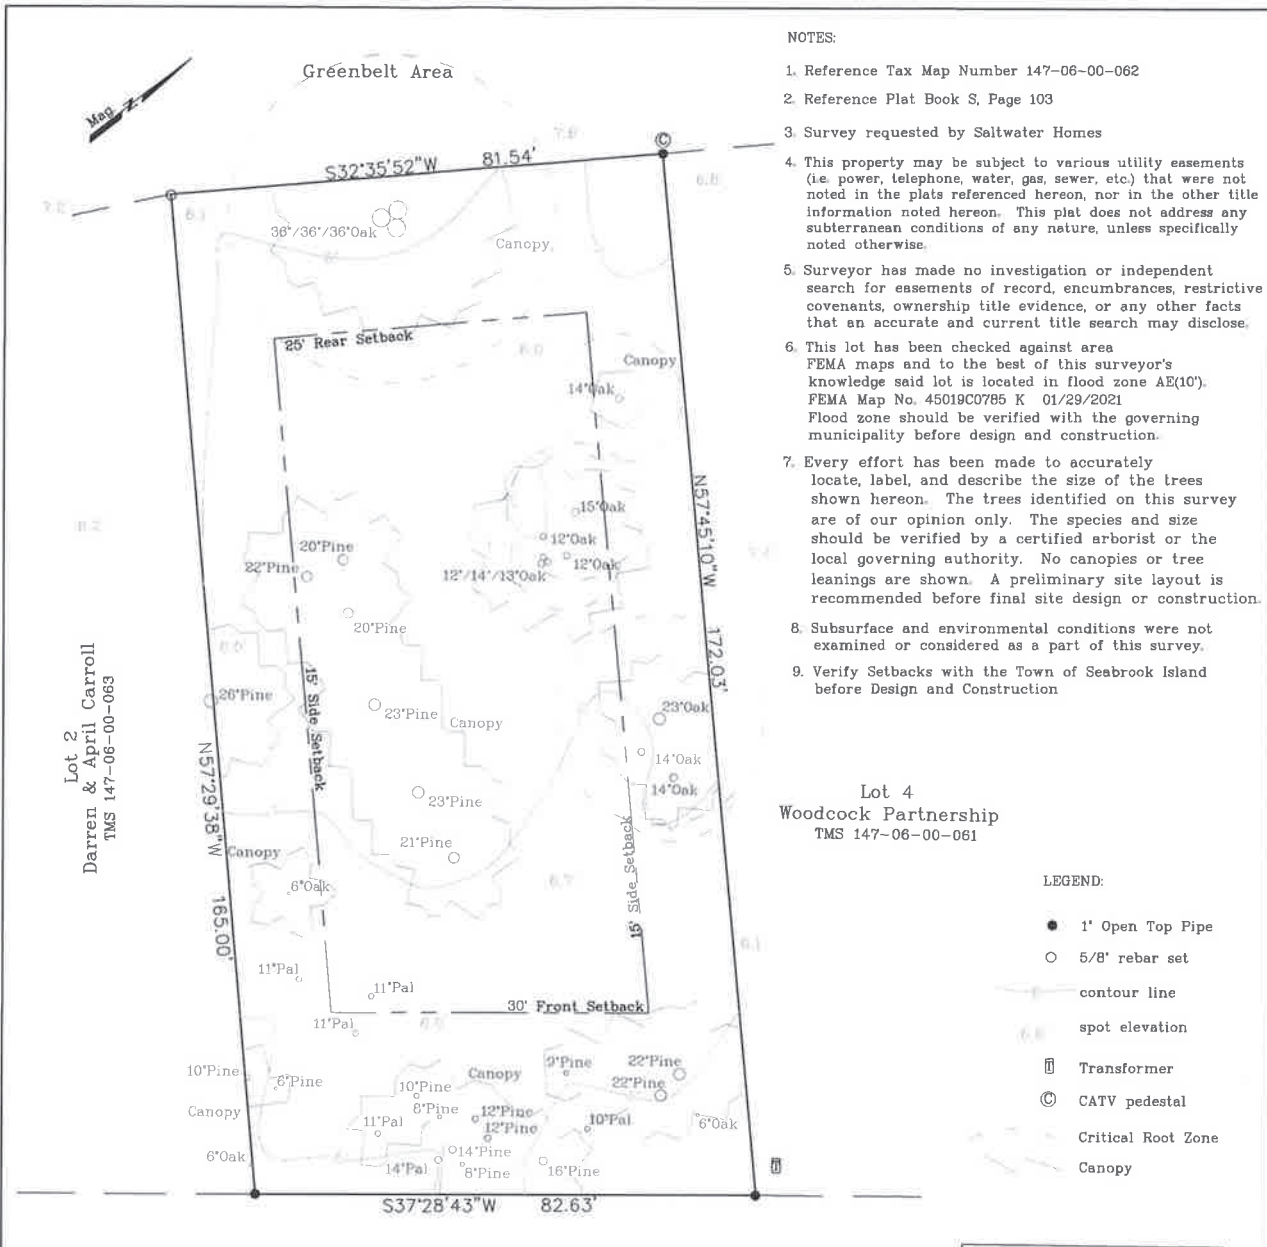 Greenbelt Area
Mag N
S32°35'52"W 81.54'
7.8
7.2
6.1
6.8
36"/36"/36"Oak
Canopy
25' Rear Setback
6.0
Canopy
14"Oak
15"Oak
12"Oak
12"Oak
12"/14"/13"Oak
20"Pine
22"Pine
20"Pine
26"Pine
23"Pine
Canopy
23"Pine
21"Pine
15' Side Setback
N57°29'38"W 165.00'
N57°45'10"W 172.03'
23"Oak
14"Oak
14"Oak
15' Side Setback
Canopy
6"Oak
11"Pal
11"Pal
11"Pal
30' Front Setback
6.1
10"Pine
6"Pine
Canopy
6"Oak
10"Pine
8"Pine
Canopy
12"Pine
12"Pine
11"Pal
14"Pal
14"Pine
8"Pine
9"Pine
22"Pine
22"Pine
10"Pal
6"Oak
16"Pine
S37°28'43"W 82.63'
Lot 2
Darren & April Carroll
TMS 147-06-00-063
Lot 4
Woodcock Partnership
TMS 147-06-00-061
NOTES:
1. Reference Tax Map Number 147-06-00-062
2. Reference Plat Book S, Page 103
3. Survey requested by Saltwater Homes
4. This property may be subject to various utility easements
(i.e. power, telephone, water, gas, sewer, etc.) that were not
noted in the plats referenced hereon, nor in the other title
information noted hereon. This plat does not address any
subterranean conditions of any nature, unless specifically
noted otherwise.
5. Surveyor has made no investigation or independent
search for easements of record, encumbrances, restrictive
covenants, ownership title evidence, or any other facts
that an accurate and current title search may disclose.
6. This lot has been checked against area
FEMA maps and to the best of this surveyor's
knowledge said lot is located in flood zone AE(10').
FEMA Map No. 45019C0785 K 01/29/2021
Flood zone should be verified with the governing
municipality before design and construction.
7. Every effort has been made to accurately
locate, label, and describe the size of the trees
shown hereon. The trees identified on this survey
are of our opinion only. The species and size
should be verified by a certified arborist or the
local governing authority. No canopies or tree
leanings are shown. A preliminary site layout is
recommended before final site design or construction.
8. Subsurface and environmental conditions were not
examined or considered as a part of this survey.
9. Verify Setbacks with the Town of Seabrook Island
before Design and Construction
LEGEND:
1" Open Top Pipe
5/8" rebar set
contour line
spot elevation
T Transformer
© CATV pedestal
Critical Root Zone
Canopy